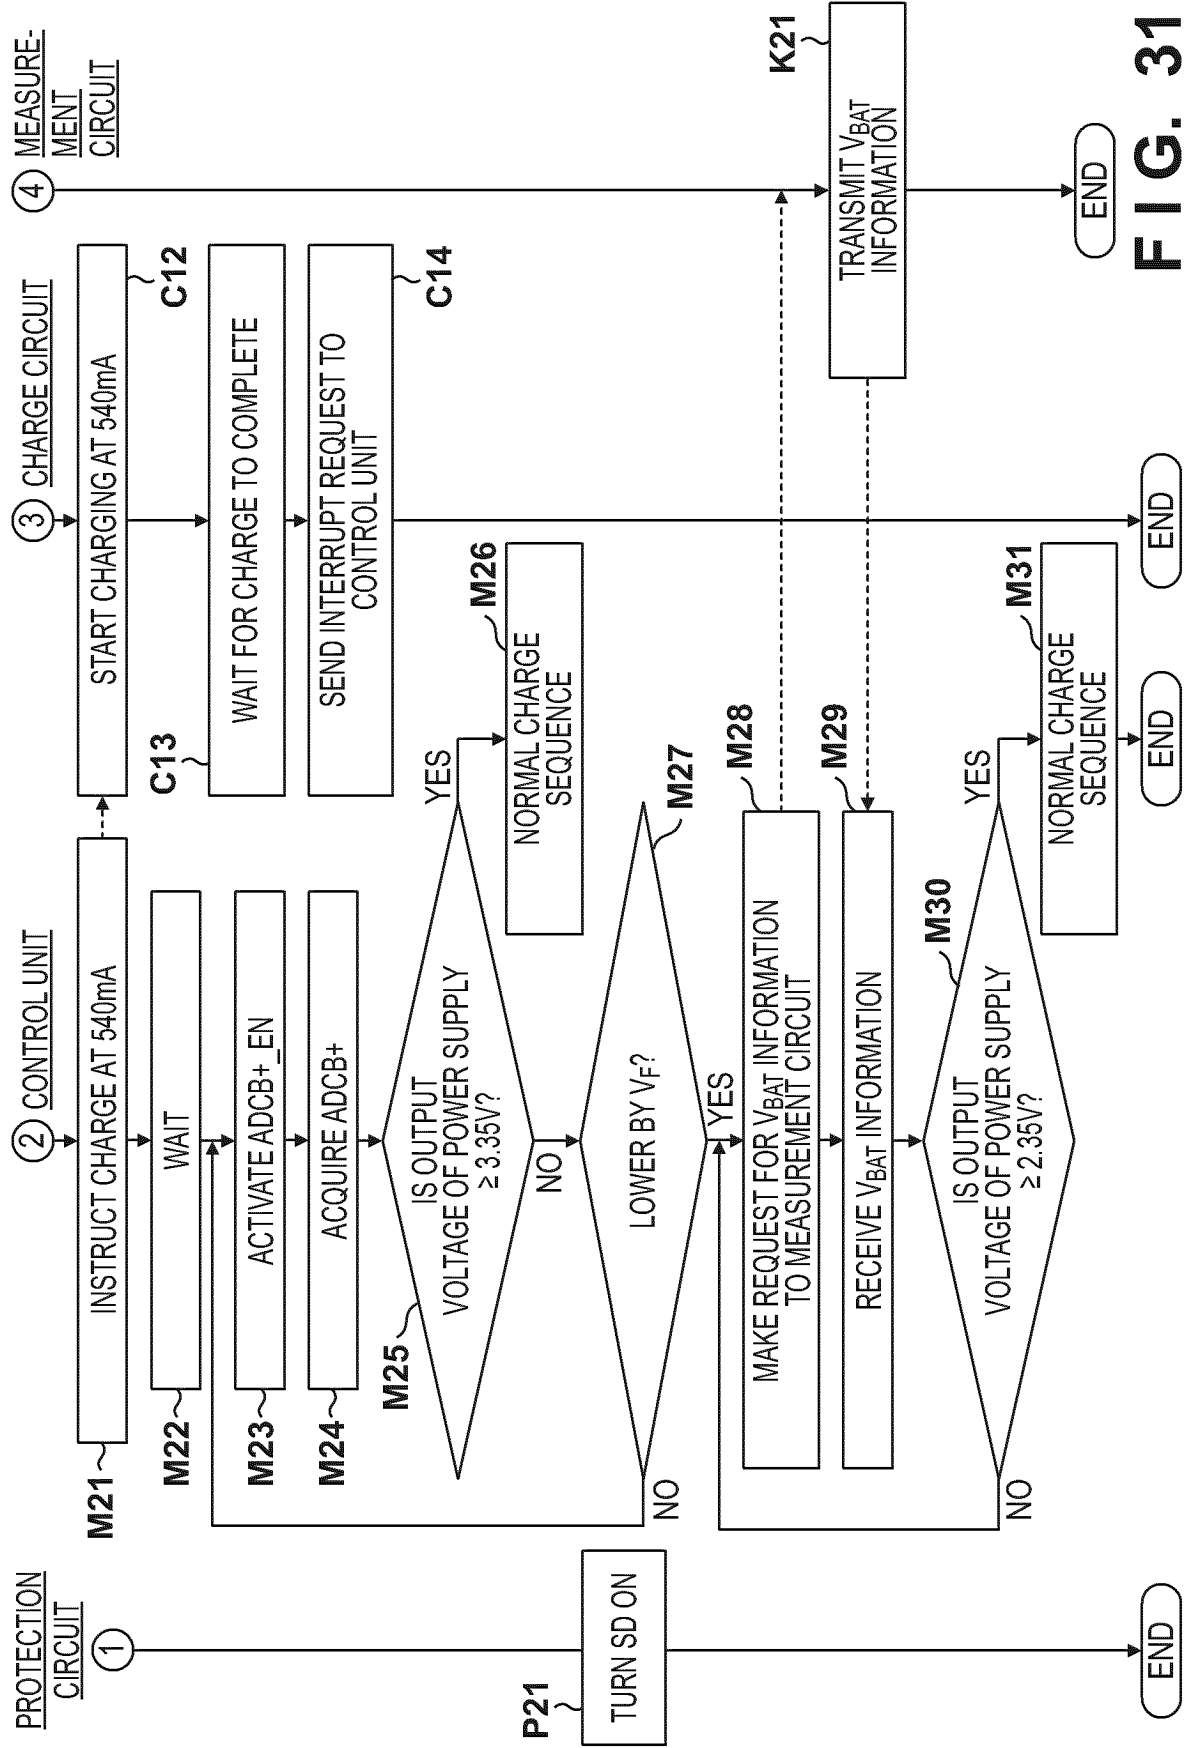 PROTECTION
CIRCUIT
1
P21
TURN SD ON
END
2
CONTROL UNIT
M21
INSTRUCT CHARGE AT 540mA
M22
WAIT
M23
ACTIVATE ADCB+_EN
M24
ACQUIRE ADCB+
M25
IS OUTPUT
VOLTAGE OF POWER SUPPLY
≥ 3.35V?
YES
NO
M26
NORMAL CHARGE
SEQUENCE
M27
LOWER BY VF?
NO
YES
M28
MAKE REQUEST FOR VBAT INFORMATION
TO MEASUREMENT CIRCUIT
M29
RECEIVE VBAT INFORMATION
M30
IS OUTPUT
VOLTAGE OF POWER SUPPLY
≥ 2.35V?
YES
NO
M31
NORMAL CHARGE
SEQUENCE
END
3
CHARGE CIRCUIT
START CHARGING AT 540mA
C12
C13
WAIT FOR CHARGE TO COMPLETE
SEND INTERRUPT REQUEST TO
CONTROL UNIT
C14
END
4
MEASURE-
MENT
CIRCUIT
K21
TRANSMIT VBAT
INFORMATION
END
FIG. 31